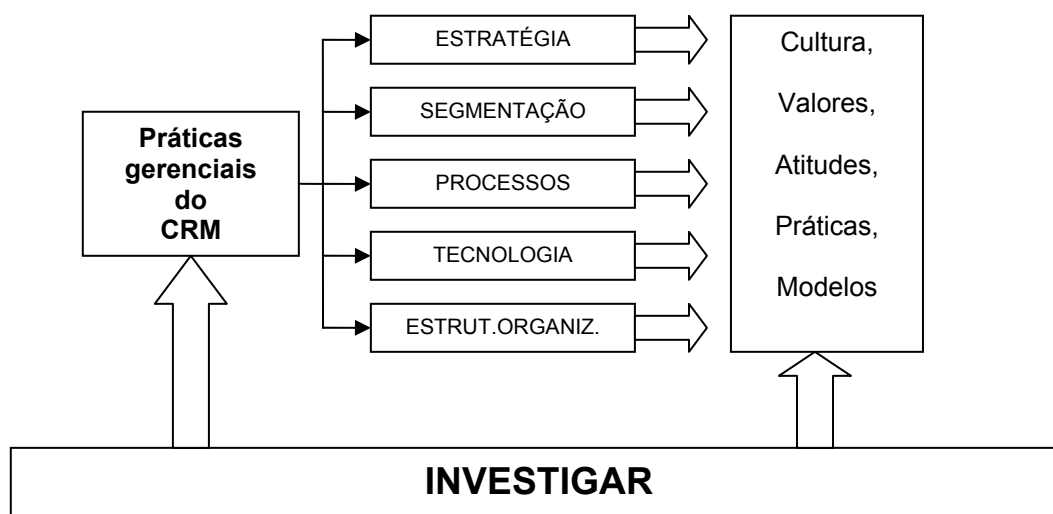 Práticas
gerenciais
do
CRM
ESTRATÉGIA
SEGMENTAÇÃO
PROCESSOS
TECNOLOGIA
ESTRUT.ORGANIZ.
Cultura,
Valores,
Atitudes,
Práticas,
Modelos
INVESTIGAR